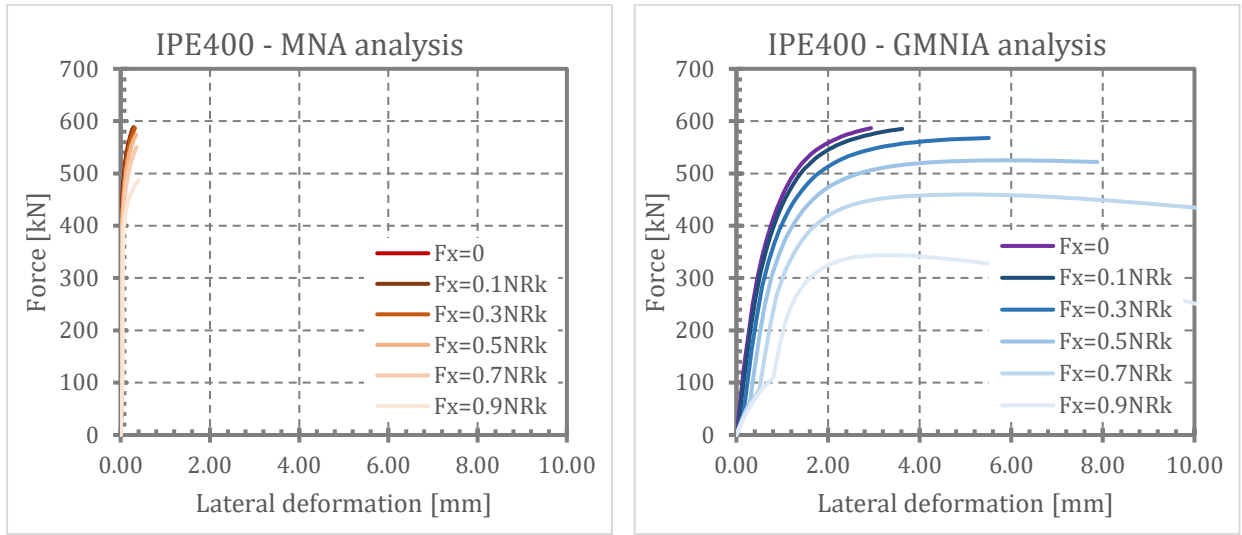 IPE400 - MNA analysis
700
600
500
400
300
200
100
0
Force [kN]
Fx=0
Fx=0.1NRk
Fx=0.3NRk
Fx=0.5NRk
Fx=0.7NRk
Fx=0.9NRk
0.00 2.00 4.00 6.00 8.00 10.00
Lateral deformation [mm]
IPE400 - GMNIA analysis
700
600
500
400
300
200
100
0
Force [kN]
Fx=0
Fx=0.1NRk
Fx=0.3NRk
Fx=0.5NRk
Fx=0.7NRk
Fx=0.9NRk
0.00 2.00 4.00 6.00 8.00 10.00
Lateral deformation [mm]